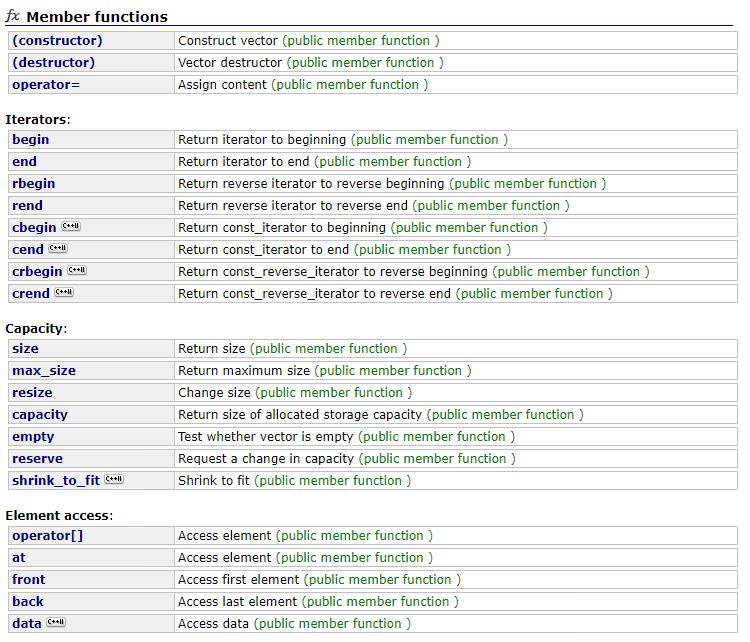 fx Member functions
(constructor) Construct vector (public member function )
(destructor) Vector destructor (public member function )
operator= Assign content (public member function )
Iterators:
begin Return iterator to beginning (public member function )
end Return iterator to end (public member function )
rbegin Return reverse iterator to reverse beginning (public member function )
rend Return reverse iterator to reverse end (public member function )
cbegin C++11 Return const_iterator to beginning (public member function )
cend C++11 Return const_iterator to end (public member function )
crbegin C++11 Return const_reverse_iterator to reverse beginning (public member function )
crend C++11 Return const_reverse_iterator to reverse end (public member function )
Capacity:
size Return size (public member function )
max_size Return maximum size (public member function )
resize Change size (public member function )
capacity Return size of allocated storage capacity (public member function )
empty Test whether vector is empty (public member function )
reserve Request a change in capacity (public member function )
shrink_to_fit C++11 Shrink to fit (public member function )
Element access:
operator[] Access element (public member function )
at Access element (public member function )
front Access first element (public member function )
back Access last element (public member function )
data C++11 Access data (public member function )